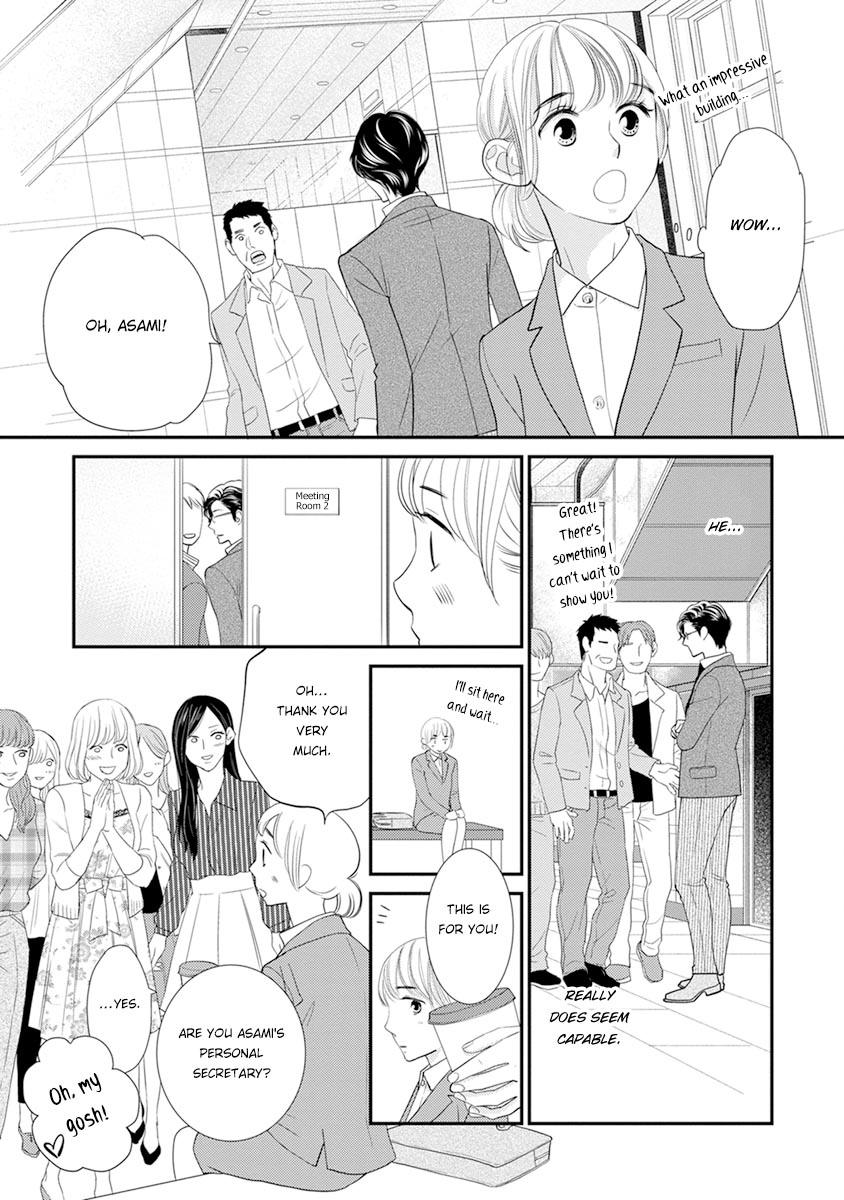 What an impressive
building...
WOW...
OH, ASAMI!
HE...
Great!
There's
something I
can't wait to
show you!
REALLY
DOES SEEM
CAPABLE.
Meeting
Room 2
I'll sit here
and wait...
THIS IS
FOR YOU!
OH...
THANK YOU
VERY
MUCH.
ARE YOU ASAMI'S
PERSONAL
SECRETARY?
...YES.
Oh, my
gosh!